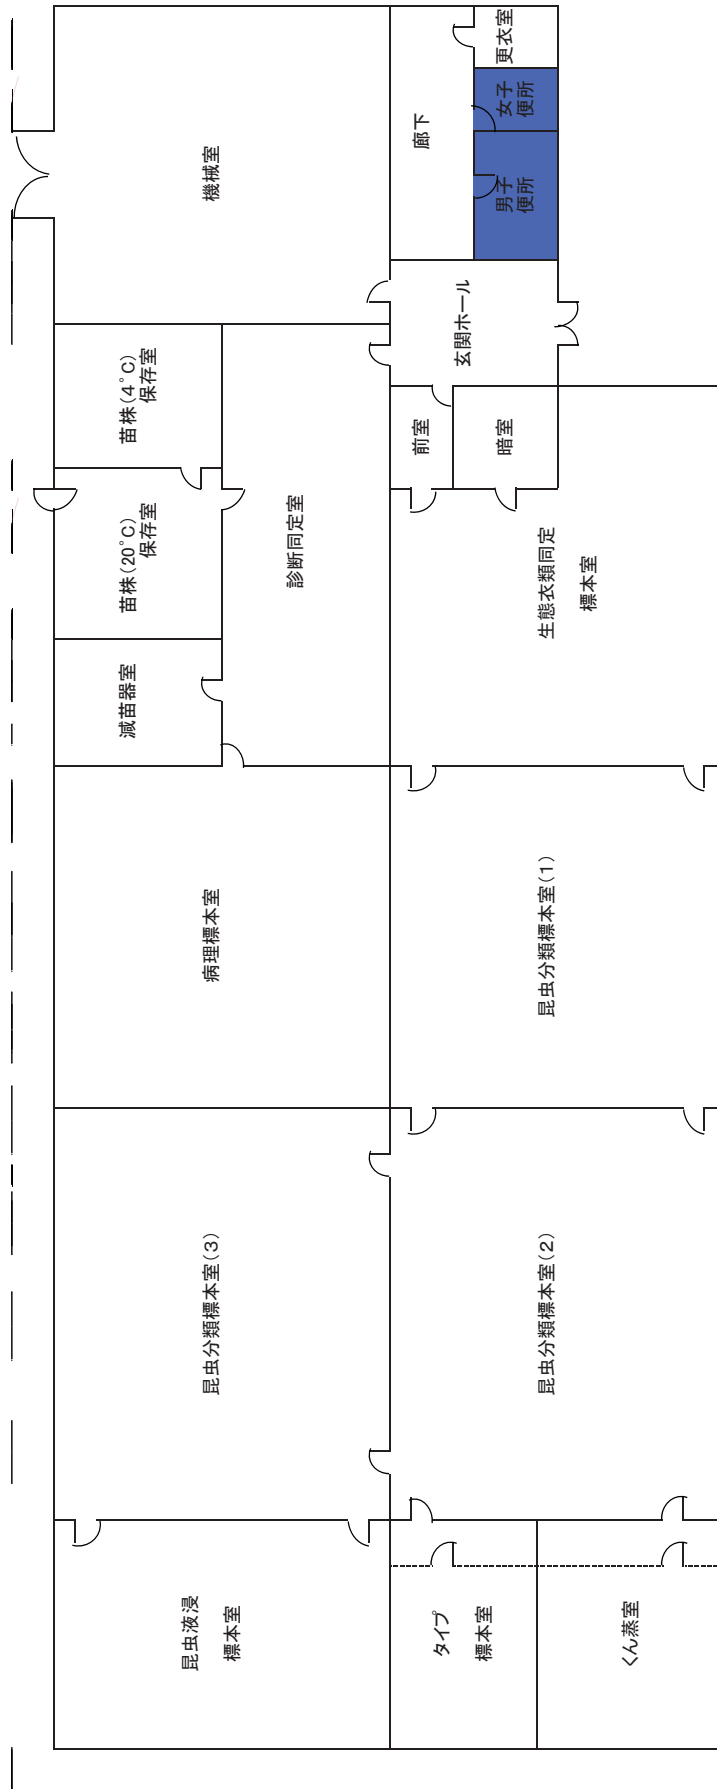 昆虫液浸
標本室
昆虫分類標本室(3)
病理標本室
減苗器室
苗株(20°C)
保存室
苗株(4°C)
保存室
診断同定室
機械室
タイプ
標本室
くん蒸室
昆虫分類標本室(2)
昆虫分類標本室(1)
生態衣類同定
標本室
前室
暗室
玄関ホール
廊下
男子
便所
女子
便所
更衣室